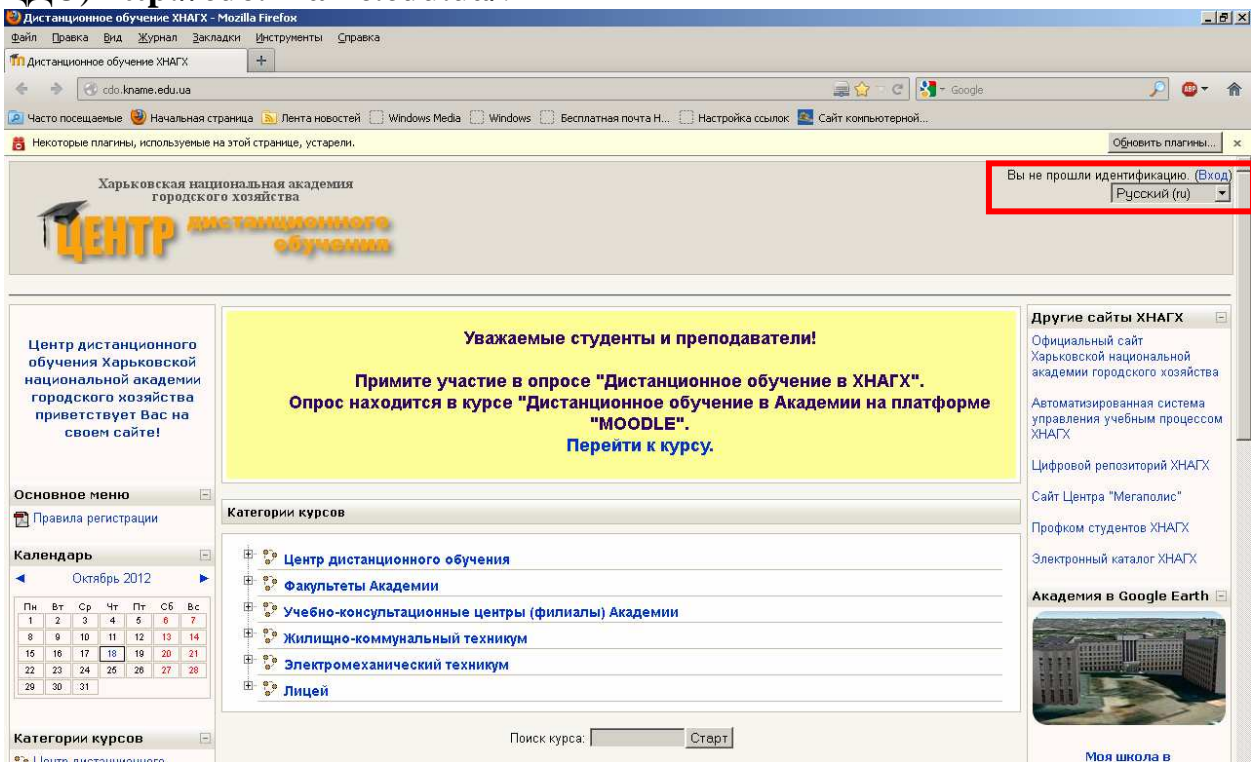 Дистанционное обучение ХНАГХ - Mozilla Firefox
Файл Правка Вид Журнал Закладки Инструменты Справка
Дистанционное обучение ХНАГХ
cdo.kname.edu.ua
Google
ABP
Часто посещаемые Начальная страница Лента новостей Windows Media Windows Бесплатная почта H... Настройка ссылок Сайт компьютерной...
Некоторые плагины, используемые на этой странице, устарели.
Обновить плагины...
Харьковская национальная академия
городского хозяйства
ЦЕНТР дистанционного
обучения
Вы не прошли идентификацию. (Вход)
Русский (ru)
Центр дистанционного
обучения Харьковской
национальной академии
городского хозяйства
приветствует Вас на
своем сайте!
Основное меню
Правила регистрации
Календарь
Октябрь 2012
Пн Вт Ср Чт Пт Сб Вс
1 2 3 4 5 6 7
8 9 10 11 12 13 14
15 16 17 18 19 20 21
22 23 24 25 26 27 28
29 30 31
Категории курсов
Центр дистанционного
Уважаемые студенты и преподаватели!
Примите участие в опросе "Дистанционное обучение в ХНАГХ".
Опрос находится в курсе "Дистанционное обучение в Академии на платформе
"MOODLE".
Перейти к курсу.
Категории курсов
Центр дистанционного обучения
Факультеты Академии
Учебно-консультационные центры (филиалы) Академии
Жилищно-коммунальный техникум
Электромеханический техникум
Лицей
Поиск курса:
Старт
Другие сайты ХНАГХ
Официальный сайт
Харьковской национальной
академии городского хозяйства
Автоматизированная система
управления учебным процессом
ХНАГХ
Цифровой репозиторий ХНАГХ
Сайт Центра "Мегаполис"
Профком студентов ХНАГХ
Электронный каталог ХНАГХ
Академия в Google Earth
Моя школа в